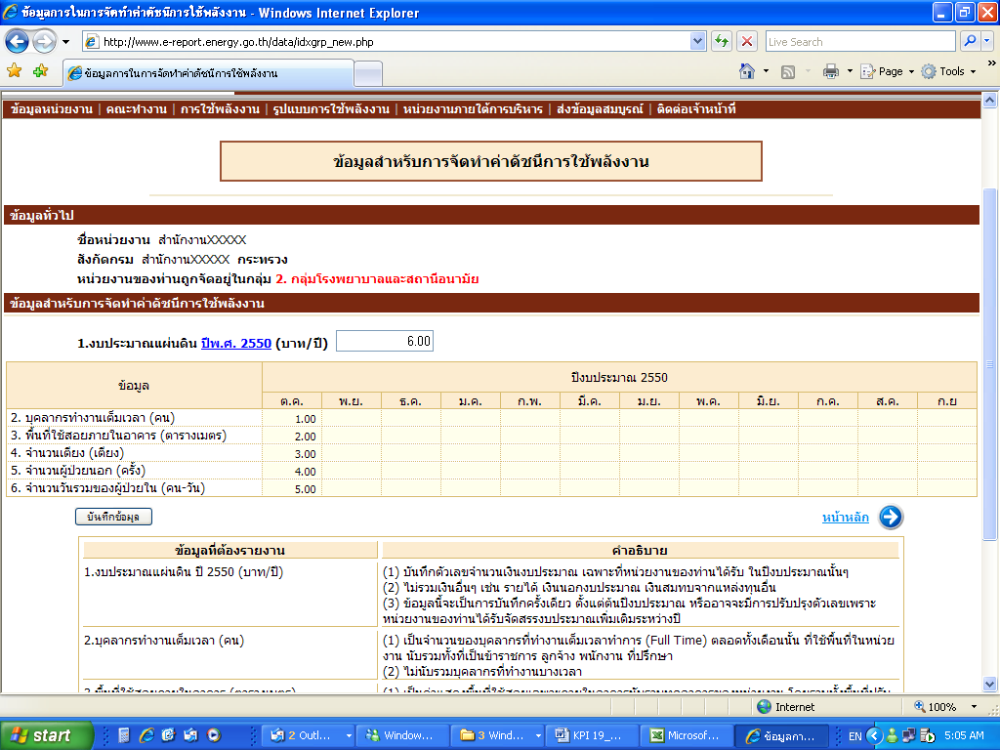 ข้อมูลการในการจัดทำค่าดัชนีการใช้พลังงาน - Windows Internet Explorer
http://www.e-report.energy.go.th/data/idxgrp_new.php
Live Search
ข้อมูลการในการจัดทำค่าดัชนีการใช้พลังงาน
Page
Tools
ข้อมูลหน่วยงาน | คณะทำงาน | การใช้พลังงาน | รูปแบบการใช้พลังงาน | หน่วยงานภายใต้การบริหาร | ส่งข้อมูลสมบูรณ์ | ติดต่อเจ้าหน้าที่
ข้อมูลสำหรับการจัดทำค่าดัชนีการใช้พลังงาน
ข้อมูลทั่วไป
ชื่อหน่วยงาน สำนักงานXXXXX
สังกัดกรม สำนักงานXXXXX กระทรวง
หน่วยงานของท่านถูกจัดอยู่ในกลุ่ม 2. กลุ่มโรงพยาบาลและสถานีอนามัย
ข้อมูลสำหรับการจัดทำค่าดัชนีการใช้พลังงาน
1.งบประมาณแผ่นดิน ปีพ.ศ. 2550 (บาท/ปี) 6.00
ข้อมูล ปีงบประมาณ 2550
ต.ค. พ.ย. ธ.ค. ม.ค. ก.พ. มี.ค. ม.ย. พ.ค. มิ.ย. ก.ค. ส.ค. ก.ย
2. บุคลากรทำงานเต็มเวลา (คน) 1.00
3. พื้นที่ใช้สอยภายในอาคาร (ตารางเมตร) 2.00
4. จำนวนเตียง (เตียง) 3.00
5. จำนวนผู้ป่วยนอก (ครั้ง) 4.00
6. จำนวนวันรวมของผู้ป่วยใน (คน-วัน) 5.00
บันทึกข้อมูล หน้าหลัก
ข้อมูลที่ต้องรายงาน คำอธิบาย
1.งบประมาณแผ่นดิน ปี 2550 (บาท/ปี) (1) บันทึกตัวเลขจำนวนเงินงบประมาณ เฉพาะที่หน่วยงานของท่านได้รับ ในปีงบประมาณนั้นๆ
(2) ไม่รวมเงินอื่นๆ เช่น รายได้ เงินนอกงบประมาณ เงินสมทบจากแหล่งทุนอื่น
(3) ข้อมูลนี้จะเป็นการบันทึกครั้งเดียว ตั้งแต่ต้นปีงบประมาณ หรืออาจจะมีการปรับปรุงตัวเลขเพราะ
หน่วยงานของท่านได้รับจัดสรรงบประมาณเพิ่มเติมระหว่างปี
2.บุคลากรทำงานเต็มเวลา (คน) (1) เป็นจำนวนของบุคลากรที่ทำงานเต็มเวลาทำการ (Full Time) ตลอดทั้งเดือนนั้น ที่ใช้พื้นที่ในหน่วย
งาน นับรวมทั้งที่เป็นข้าราชการ ลูกจ้าง พนักงาน ที่ปรึกษา
(2) ไม่นับรวมบุคลากรที่ทำงานบางเวลา
3.พื้นที่ใช้สอยภายในอาคาร (ตารางเมตร)
Internet 100%
start 2 Outl... Window... 3 Wind... KPI 19_... Microsof... ข้อมูลกา... EN 5:05 AM